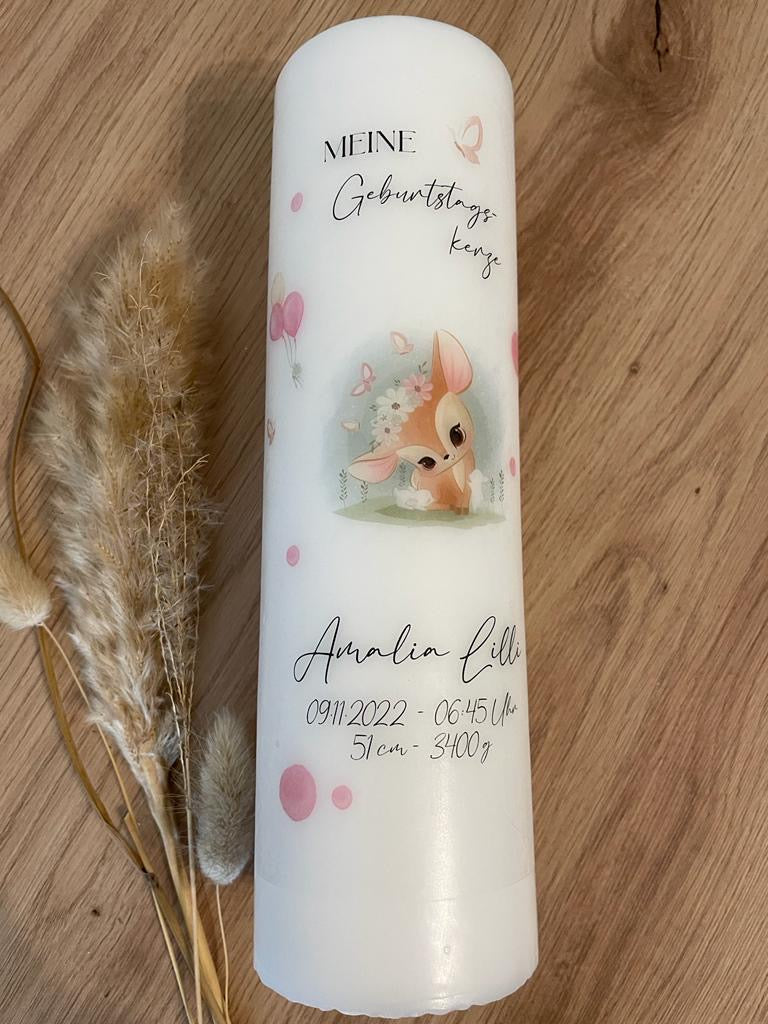 MEINE
Geburtstags-
kerze
Amalia Lilli
09.11.2022 - 06:45 Uhr
51 cm - 3400 g